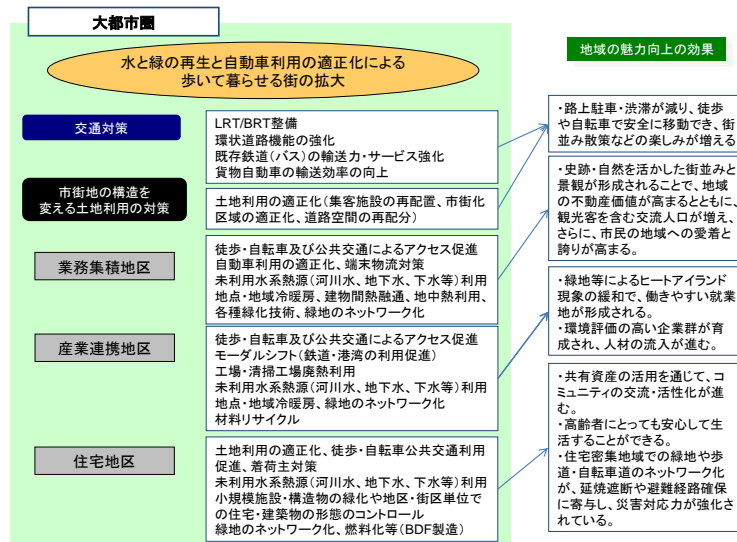 大都市圏
水と緑の再生と自動車利用の適正化による
歩いて暮らせる街の拡大
地域の魅力向上の効果
交通対策
LRT/BRT整備
環状道路機能の強化
既存鉄道(バス)の輸送力・サービス強化
貨物自動車の輸送効率の向上
市街地の構造を
変える土地利用の対策
土地利用の適正化(集客施設の再配置、市街化
区域の適正化、道路空間の再配分)
業務集積地区
徒歩・自転車及び公共交通によるアクセス促進
自動車利用の適正化、端末物流対策
未利用水系熱源(河川水、地下水、下水等)利用
地点・地域冷暖房、建物間熱融通、地中熱利用、
各種緑化技術、緑地のネットワーク化
産業連携地区
徒歩・自転車及び公共交通によるアクセス促進
モーダルシフト(鉄道・港湾の利用促進)
工場・清掃工場廃熱利用
未利用水系熱源(河川水、地下水、下水等)利用
地点・地域冷暖房、緑地のネットワーク化
材料リサイクル
住宅地区
土地利用の適正化、徒歩・自転車公共交通利用
促進、着荷主対策
未利用水系熱源(河川水、地下水、下水等)利用
小規模施設・構造物の緑化や地区・街区単位で
の住宅・建築物の形態のコントロール
緑地のネットワーク化、燃料化等(BDF製造)
・路上駐車・渋滞が減り、徒歩
や自転車で安全に移動でき、街
並み散策などの楽しみが増える
・史跡・自然を活かした街並みと
景観が形成されることで、地域
の不動産価値が高まるとともに、
観光客を含む交流人口が増え、
さらに、市民の地域への愛着と
誇りが高まる。
・緑地等によるヒートアイランド
現象の緩和で、働きやすい就業
地が形成される。
・環境評価の高い企業群が育
成され、人材の流入が進む。
・共有資産の活用を通じて、コ
ミュニティの交流・活性化が進
む。
・高齢者にとっても安心して生
活することができる。
・住宅密集地域での緑地や歩
道・自転車道のネットワーク化
が、延焼遮断や避難経路確保
に寄与し、災害対応力が強化さ
れている。